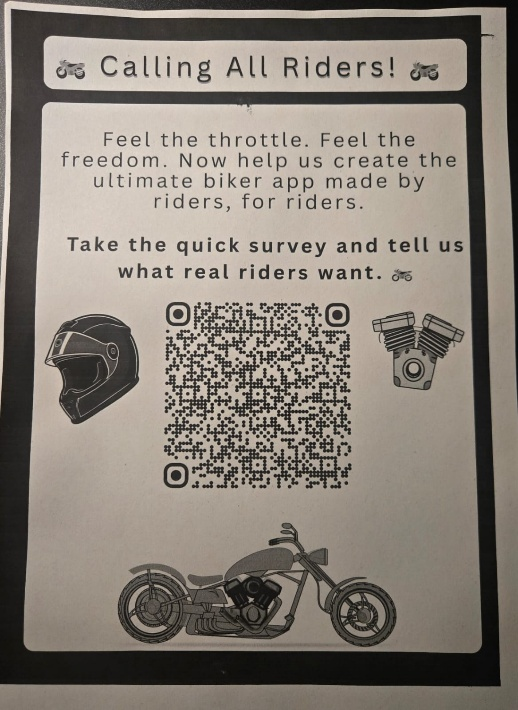 Calling All Riders!
Feel the throttle. Feel the
freedom. Now help us create the
ultimate biker app made by
riders, for riders.
Take the quick survey and tell us
what real riders want.